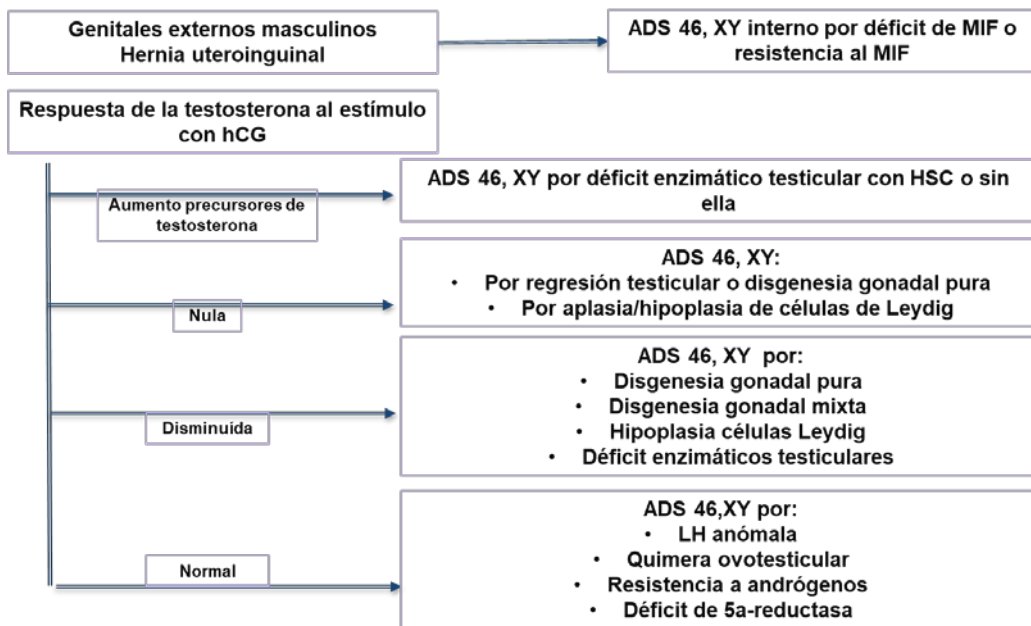 Genitales externos masculinos
Hernia uteroinguinal
ADS 46, XY interno por déficit de MIF o
resistencia al MIF
Respuesta de la testosterona al estímulo
con hCG
Aumento precursores de
testosterona
ADS 46, XY por déficit enzimático testicular con HSC o sin
ella
Nula
ADS 46, XY:
• Por regresión testicular o disgenesia gonadal pura
• Por aplasia/hipoplasia de células de Leydig
Disminuida
ADS 46, XY por:
• Disgenesia gonadal pura
• Disgenesia gonadal mixta
• Hipoplasia células Leydig
• Déficit enzimáticos testiculares
Normal
ADS 46,XY por:
• LH anómala
• Quimera ovotesticular
• Resistencia a andrógenos
• Déficit de 5a-reductasa